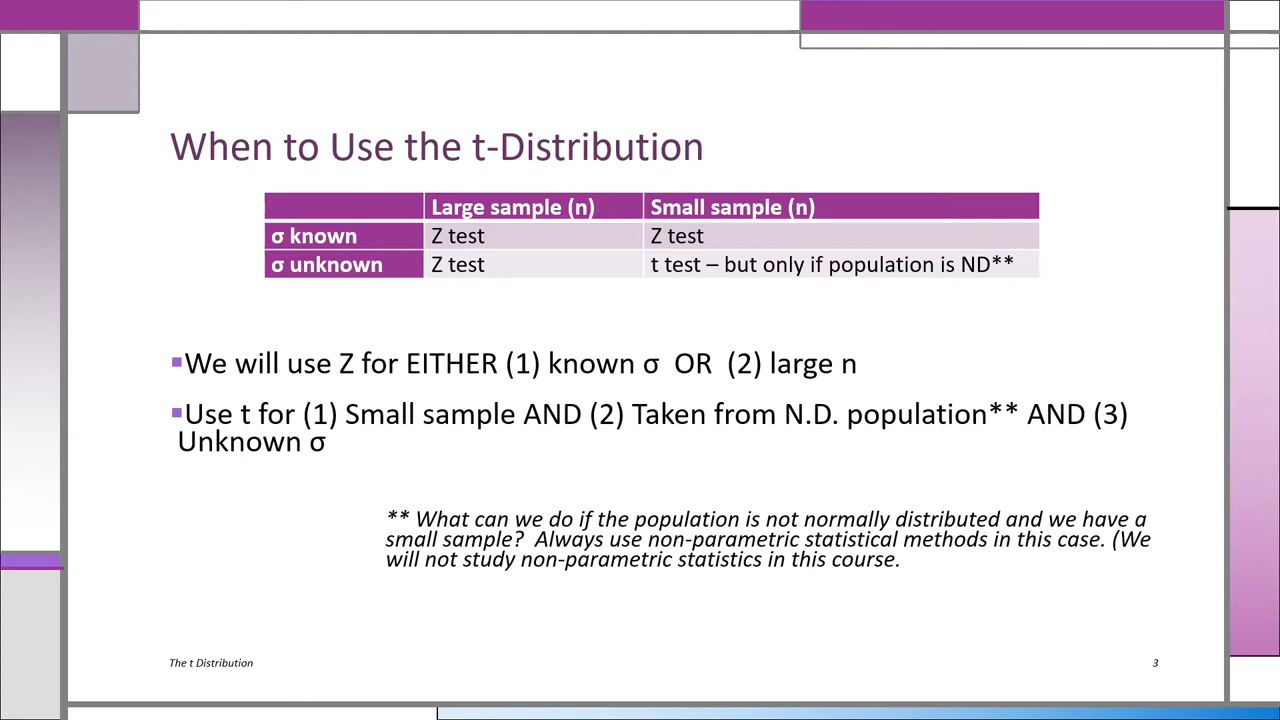 When to Use the t-Distribution
Large sample (n) Small sample (n)
σ known Z test Z test
σ unknown Z test t test – but only if population is ND**
▪We will use Z for EITHER (1) known σ  OR  (2) large n
▪Use t for (1) Small sample AND (2) Taken from N.D. population** AND (3)
Unknown σ
** What can we do if the population is not normally distributed and we have a
small sample?  Always use non-parametric statistical methods in this case. (We
will not study non-parametric statistics in this course.
The t Distribution 3